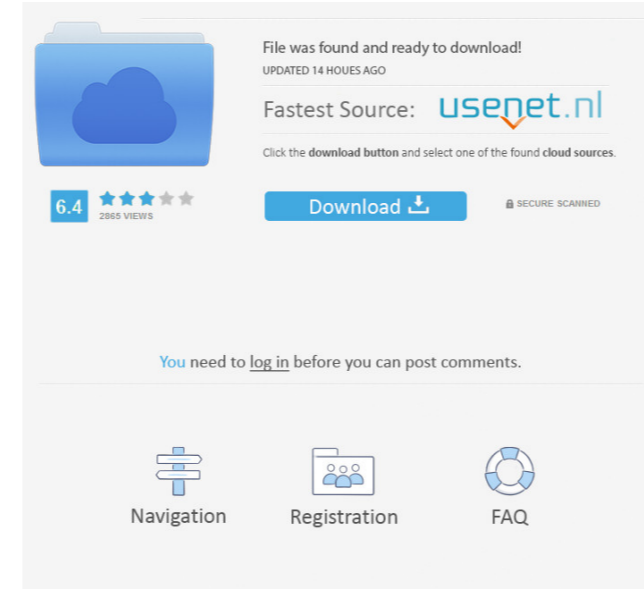 File was found and ready to download!
UPDATED 14 HOUES AGO
Fastest Source: usenet.nl
Click the download button and select one of the found cloud sources.
6.4
2865 VIEWS
Download
SECURE SCANNED
You need to log in before you can post comments.
Navigation
Registration
FAQ